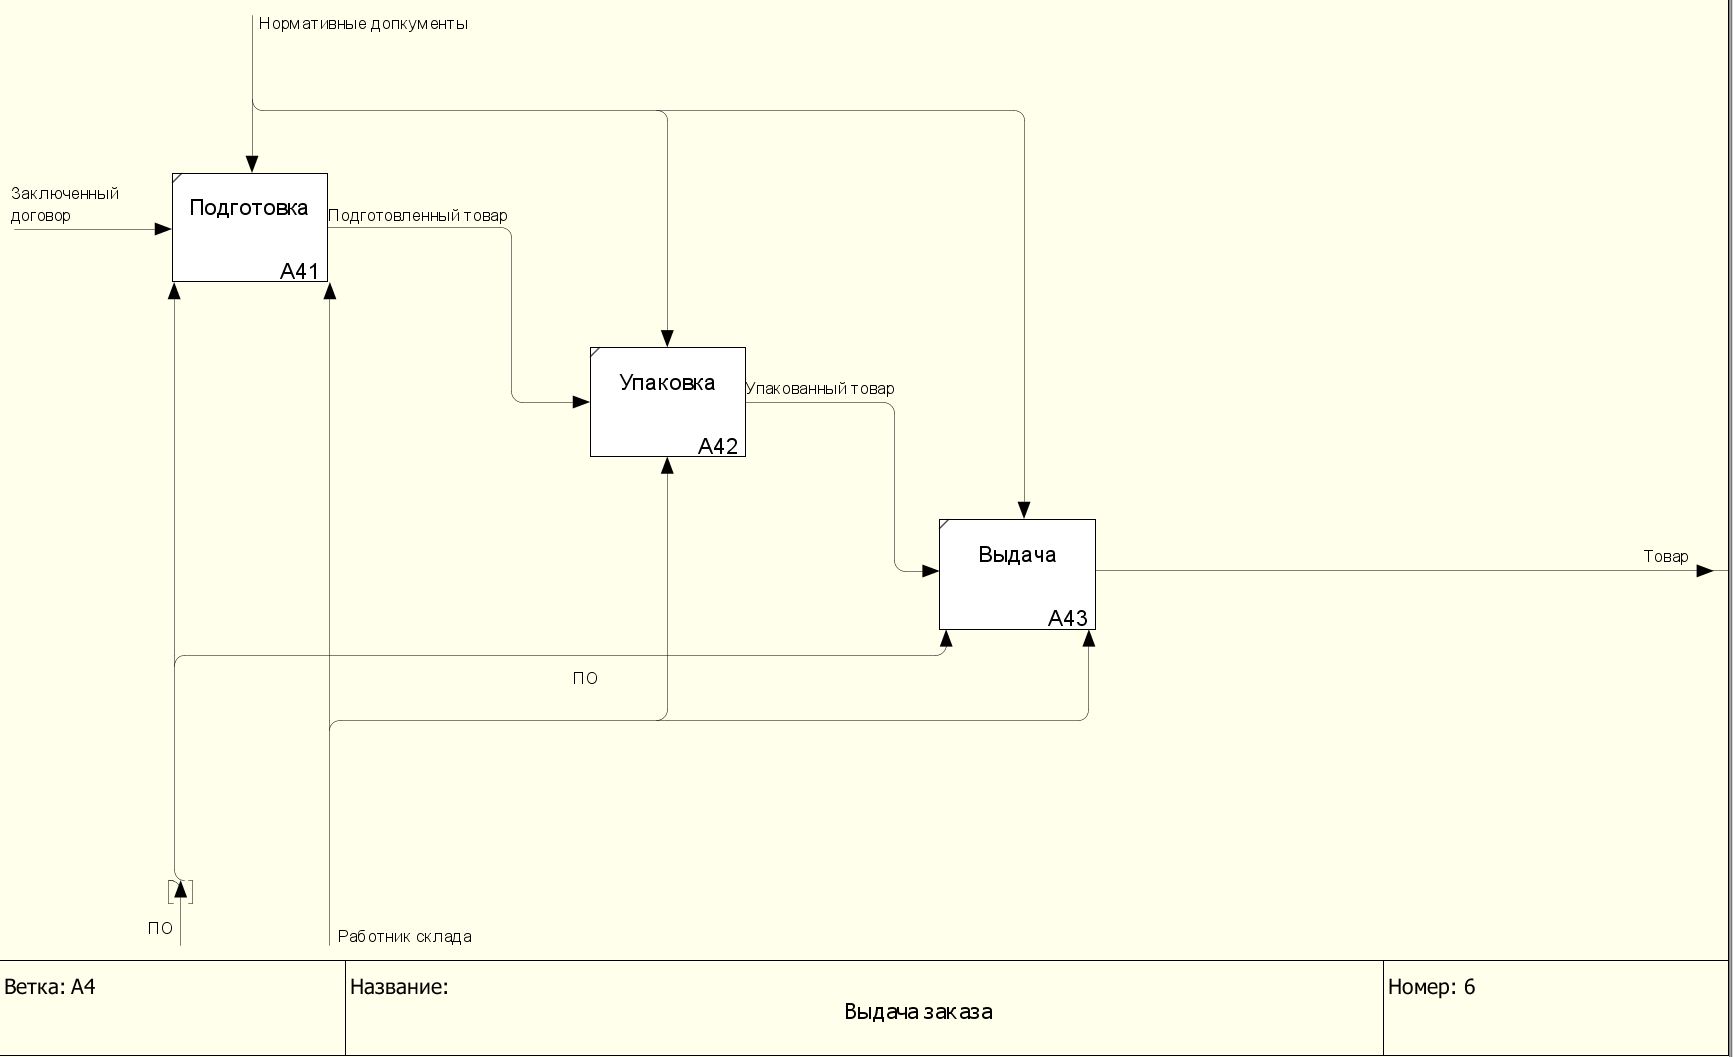 Нормативные допкументы
Заключенный
договор
Подготовка
A41
Подготовленный товар
Упаковка
A42
Упакованный товар
Выдача
A43
Товар
ПО
ПО
Работник склада
Ветка: A4
Название:
Выдача заказа
Номер: 6